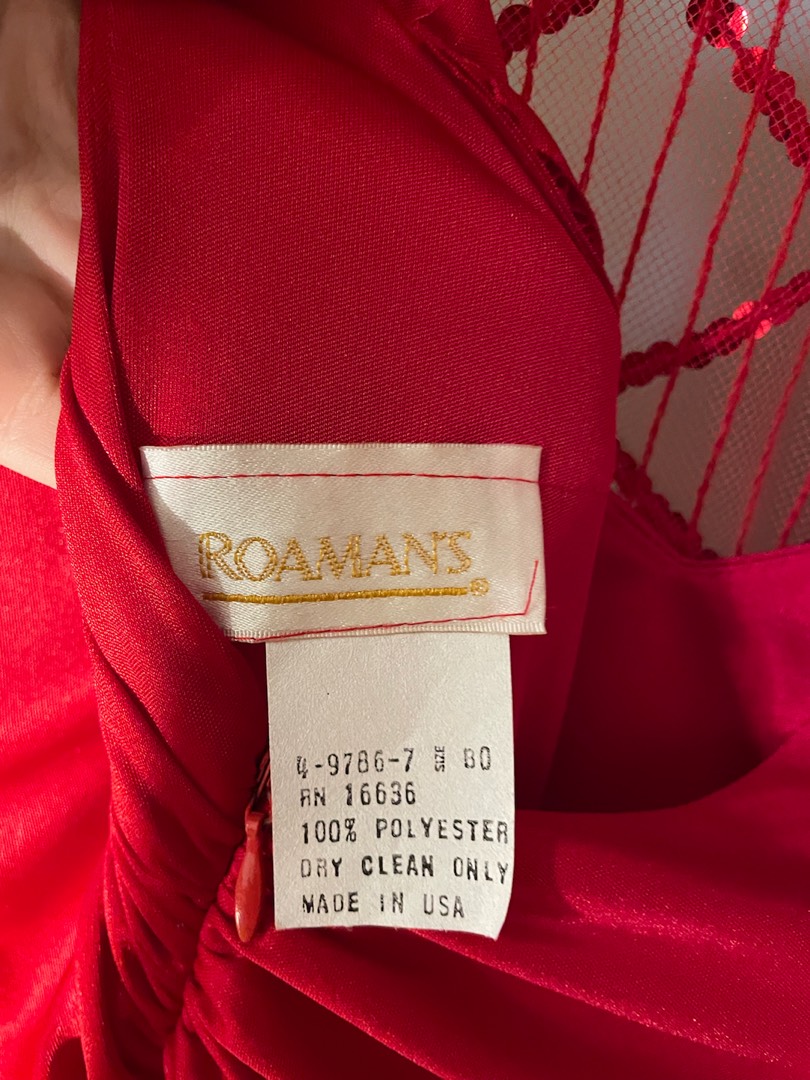 ROAMAN'S®
4-9786-7 SIZE 80
RN 16636
100% POLYESTER
DRY CLEAN ONLY
MADE IN USA